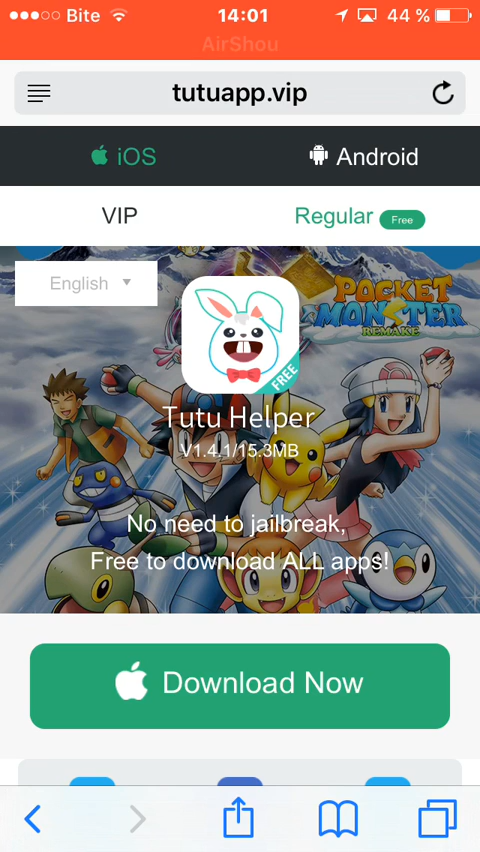 Bite 14:01 44 %
AirShou
tutuapp.vip
iOS Android
VIP Regular Free
English
POCKET
MONSTER
REMAKE
FREE
Tutu Helper
V1.4.1/15.3MB
No need to jailbreak,
Free to download ALL apps!
Download Now